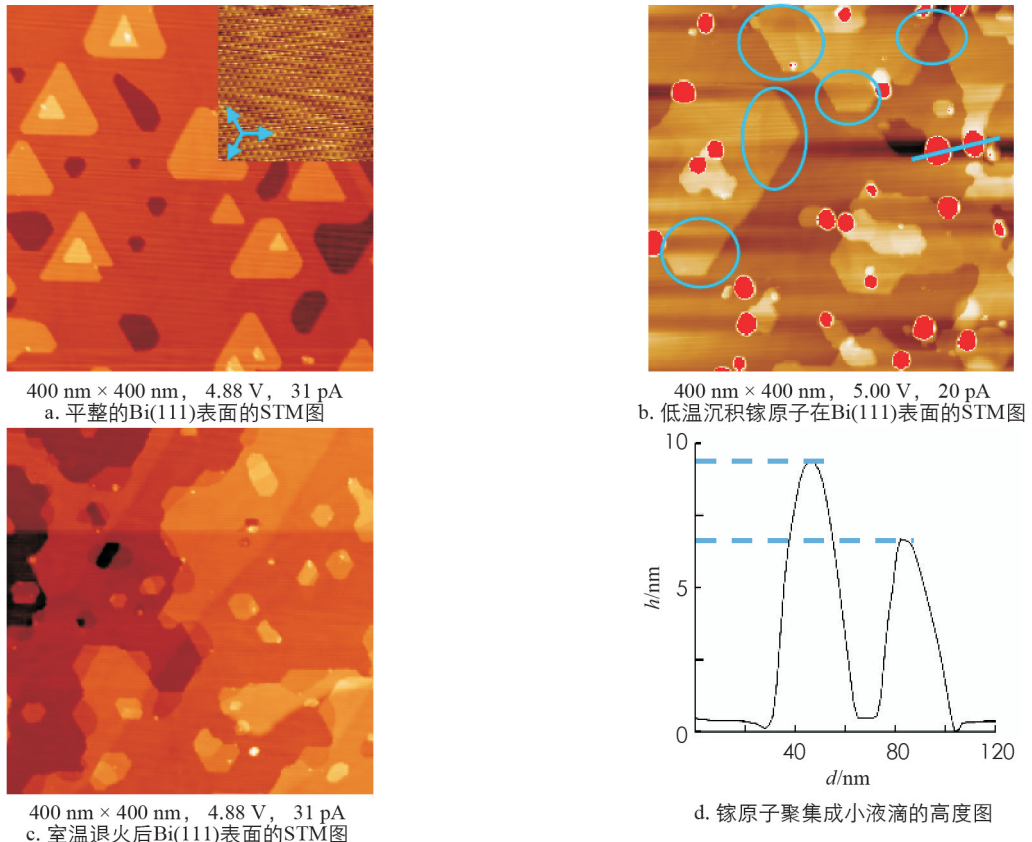 400 nm × 400 nm， 4.88 V， 31 pA
a. 平整的Bi(111)表面的STM图
400 nm × 400 nm， 5.00 V， 20 pA
b. 低温沉积镓原子在Bi(111)表面的STM图
400 nm × 400 nm， 4.88 V， 31 pA
c. 室温退火后Bi(111)表面的STM图
10
5
0
h/nm
40
80
120
d/nm
d. 镓原子聚集成小液滴的高度图